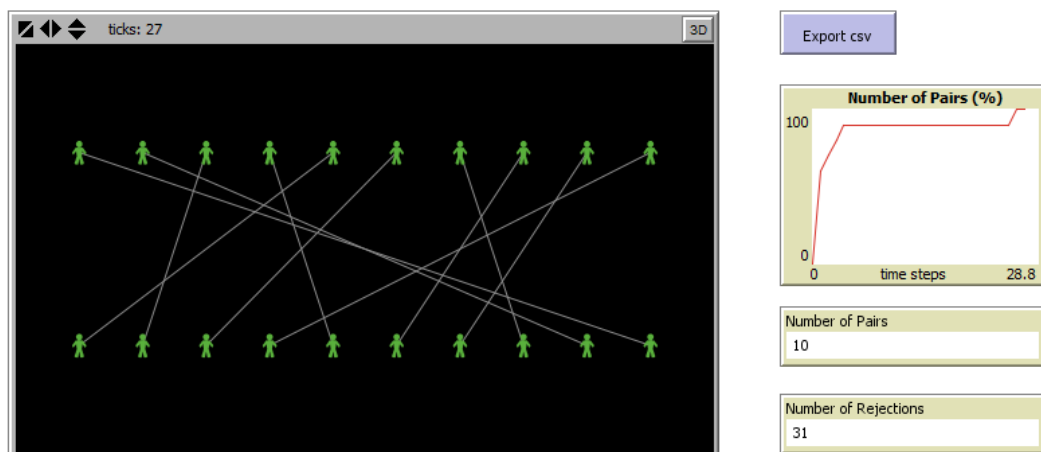 ticks: 27
3D
Export csv
Number of Pairs (%)
100
0
0 time steps 28.8
Number of Pairs
10
Number of Rejections
31